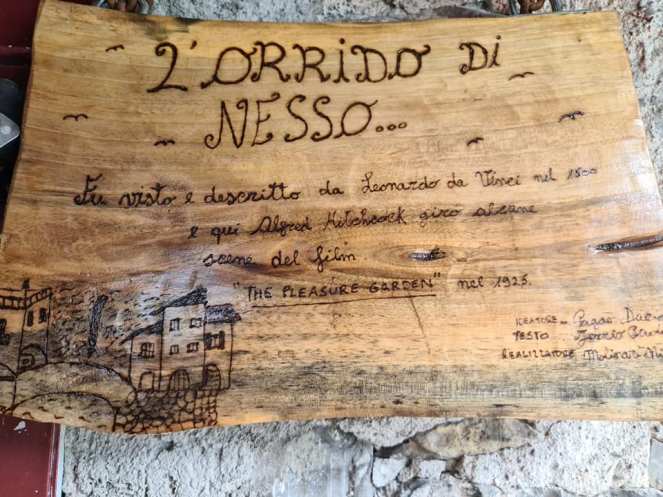 L'ORRIDO DI
NESSO...
Fu visto e descritto da Leonardo da Vinci nel 1500
e qui Alfred Hitchcock girò alcune
scene del film
"THE PLEASURE GARDEN" nel 1925.
TESTO
REALIZZATORE Molinari